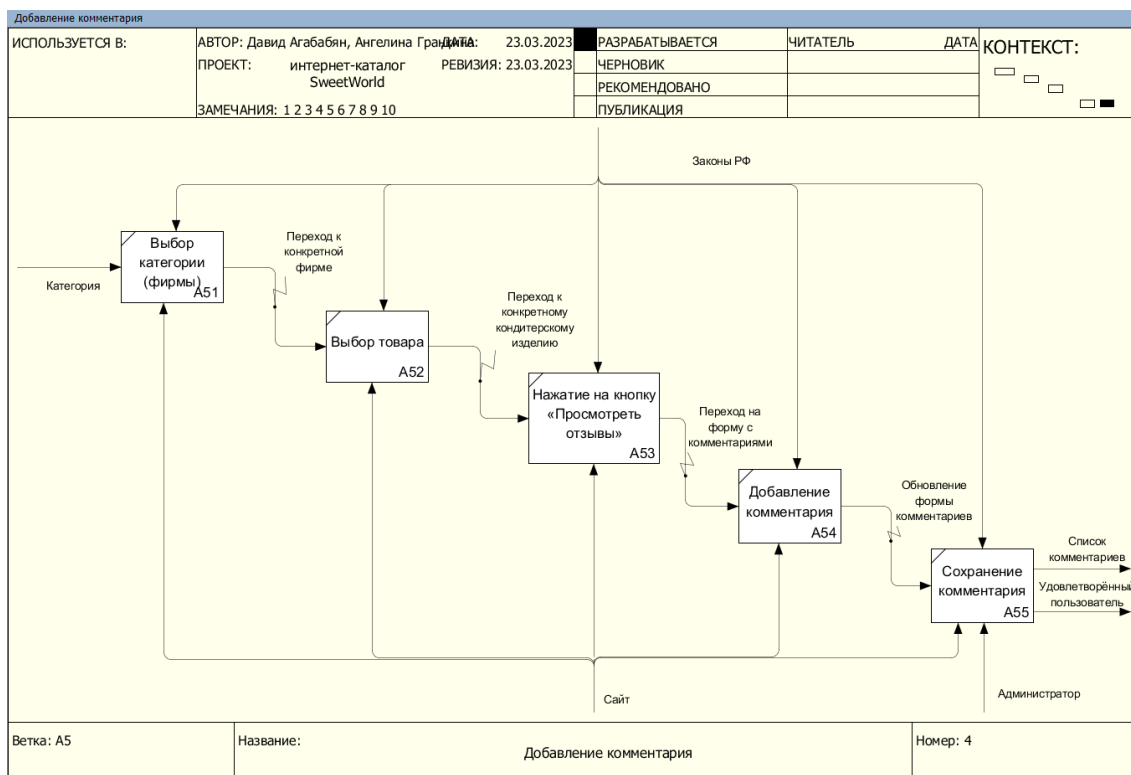 Добавление комментария
ИСПОЛЬЗУЕТСЯ В:
АВТОР: Давид Агабабян, Ангелина
ДАТА: 23.03.2023
ПРОЕКТ: интернет-каталог
SweetWorld
РЕВИЗИЯ: 23.03.2023
ЗАМЕЧАНИЯ: 1 2 3 4 5 6 7 8 9 10
РАЗРАБАТЫВАЕТСЯ
ЧЕРНОВИК
РЕКОМЕНДОВАНО
ПУБЛИКАЦИЯ
ЧИТАТЕЛЬ ДАТА
КОНТЕКСТ:
Законы РФ
Категория
Выбор
категории
(фирмы)
A51
Переход к
конкретной
фирме
Выбор товара
A52
Переход к
конкретному
кондитерскому
изделию
Нажатие на кнопку
«Просмотреть
отзывы»
A53
Переход на
форму с
комментариями
Добавление
комментария
A54
Обновление
формы
комментариев
Сохранение
комментария
A55
Список
комментариев
Удовлетворённый
пользователь
Сайт
Администратор
Ветка: A5
Название:
Добавление комментария
Номер: 4